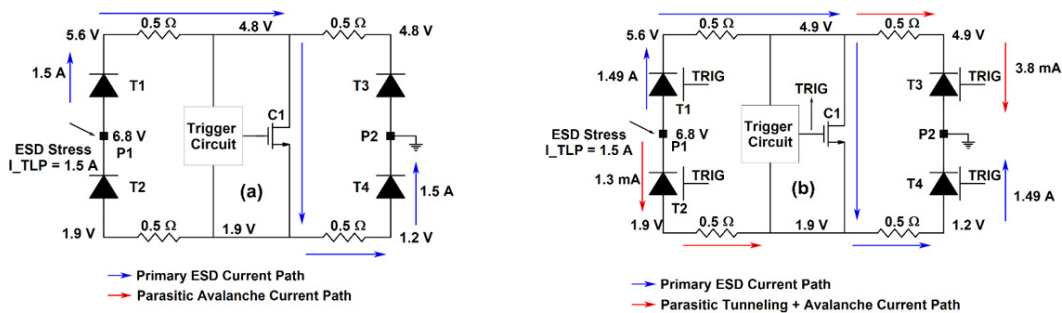 0.5 Ω
4.8 V
0.5 Ω
5.6 V
4.8 V
1.5 A
T1
T3
C1
Trigger
Circuit
6.8 V
P1
P2
ESD Stress
I_TLP = 1.5 A
T2
(a)
T4
1.5 A
0.5 Ω
0.5 Ω
1.9 V
1.9 V
1.2 V
Primary ESD Current Path
Parasitic Avalanche Current Path
0.5 Ω
4.9 V
0.5 Ω
5.6 V
4.9 V
1.49 A
TRIG
T1
TRIG
T3
TRIG
3.8 mA
C1
Trigger
Circuit
6.8 V
P1
P2
ESD Stress
I_TLP = 1.5 A
1.3 mA
TRIG
T2
(b)
TRIG
T4
1.49 A
0.5 Ω
0.5 Ω
1.9 V
1.9 V
1.2 V
Primary ESD Current Path
Parasitic Tunneling + Avalanche Current Path